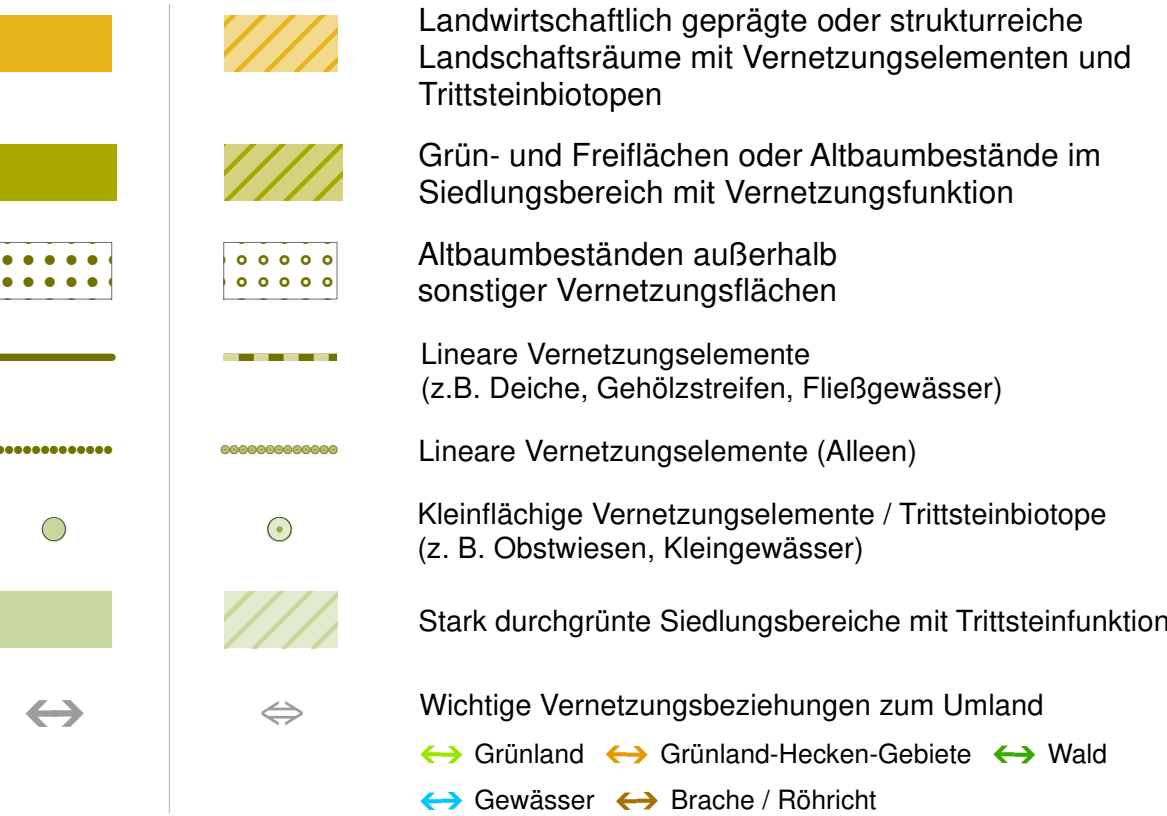 Landwirtschaftlich geprägte oder strukturreiche
Landschaftsräume mit Vernetzungselementen und
Trittsteinbiotopen
Grün- und Freiflächen oder Altbaumbestände im
Siedlungsbereich mit Vernetzungsfunktion
Altbaumbeständen außerhalb
sonstiger Vernetzungsflächen
Lineare Vernetzungselemente
(z.B. Deiche, Gehölzstreifen, Fließgewässer)
Lineare Vernetzungselemente (Alleen)
Kleinflächige Vernetzungselemente / Trittsteinbiotope
(z. B. Obstwiesen, Kleingewässer)
Stark durchgrünte Siedlungsbereiche mit Trittsteinfunktion
Wichtige Vernetzungsbeziehungen zum Umland
Grünland Grünland-Hecken-Gebiete Wald
Gewässer Brache / Röhricht